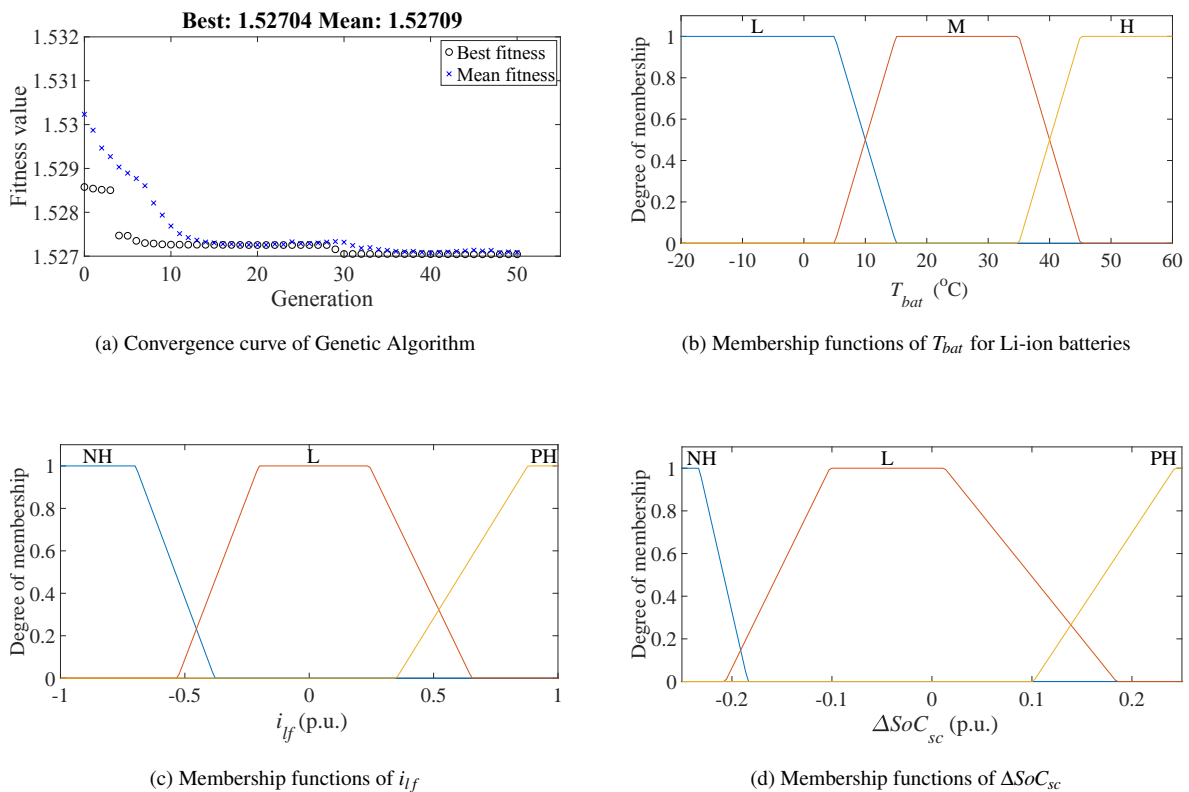 Best: 1.52704 Mean: 1.52709
1.532
1.531
1.53
1.529
1.528
1.527
Fitness value
Best fitness
Mean fitness
0 10 20 30 40 50
Generation
(a) Convergence curve of Genetic Algorithm
L M H
1
0.8
0.6
0.4
0.2
0
Degree of membership
-20 -10 0 10 20 30 40 50 60
T_bat (°C)
(b) Membership functions of T_bat for Li-ion batteries
NH L PH
1
0.8
0.6
0.4
0.2
0
Degree of membership
-1 -0.5 0 0.5 1
i_lf (p.u.)
(c) Membership functions of i_lf
NH L PH
1
0.8
0.6
0.4
0.2
0
Degree of membership
-0.2 -0.1 0 0.1 0.2
ΔSoC_sc (p.u.)
(d) Membership functions of ΔSoC_sc